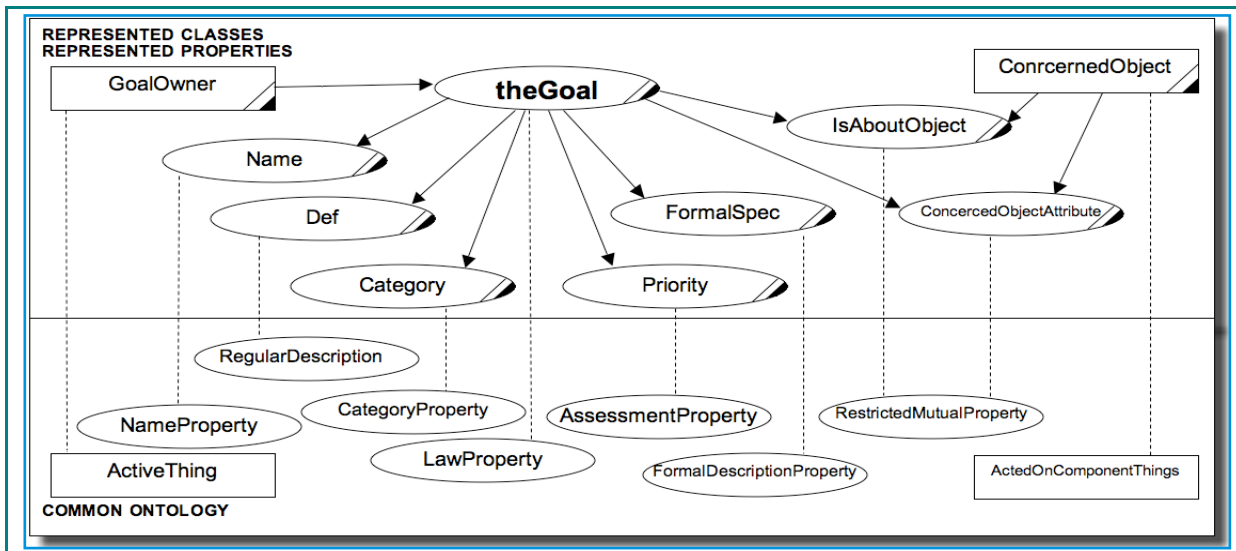 REPRESENTED CLASSES
REPRESENTED PROPERTIES
GoalOwner
theGoal
ConrcernedObject
IsAboutObject
Name
Def
FormalSpec
ConcercedObjectAttribute
Category
Priority
RegularDescription
CategoryProperty
AssessmentProperty
RestrictedMutualProperty
NameProperty
LawProperty
FormalDescriptionProperty
ActiveThing
ActedOnComponentThings
COMMON ONTOLOGY